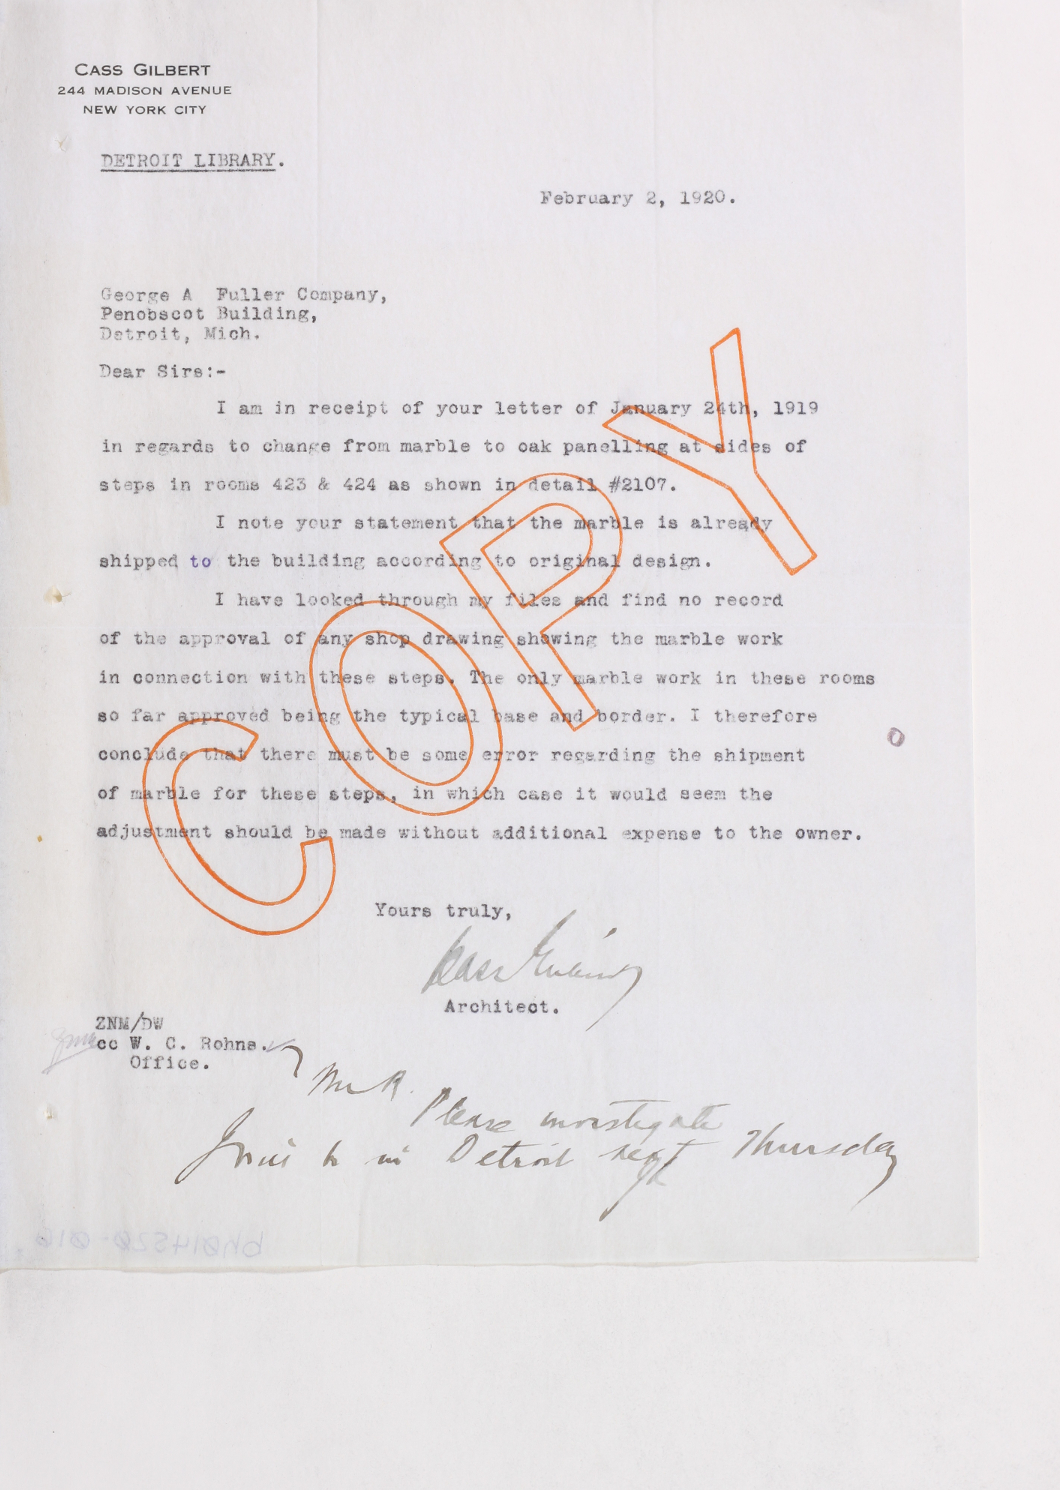 CASS GILBERT
244 MADISON AVENUE
NEW YORK CITY
DETROIT LIBRARY.
February 2, 1920.
George A Fuller Company,
Penobscot Building,
Detroit, Mich.
Dear Sirs:-
I am in receipt of your letter of January 24th, 1919
in regards to change from marble to oak panelling at sides of
steps in rooms 423 & 424 as shown in detail #2107.
I note your statement that the marble is already
shipped to the building according to original design.
I have looked through my files and find no record
of the approval of any shop drawing showing the marble work
in connection with these steps. The only marble work in these rooms
so far approved being the typical base and border. I therefore
conclude that there must be some error regarding the shipment
of marble for these steps, in which case it would seem the
adjustment should be made without additional expense to the owner.
COPY
Yours truly,
Cass Gilbert
Architect.
ZNM/DW
cc W. C. Rohns.
Office.
Mr R.
Please investigate
in Detroit next Thursday